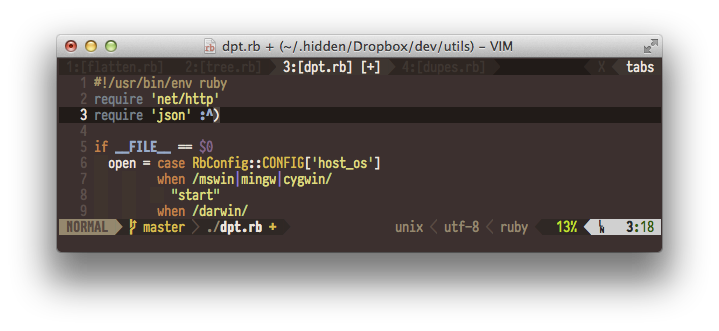 dpt.rb + (~/.hidden/Dropbox/dev/utils) – VIM
1:[flatten.rb] 2:[tree.rb] 3:[dpt.rb] [+] 4:[dupes.rb] X tabs
1 #!/usr/bin/env ruby
2 require 'net/http'
3 require 'json' :^)
4
5 if __FILE__ == $0
6 open = case RbConfig::CONFIG['host_os']
7 when /mswin|mingw|cygwin/
8 "start"
9 when /darwin/
NORMAL master ./dpt.rb + unix utf-8 ruby 13% LN 3:18